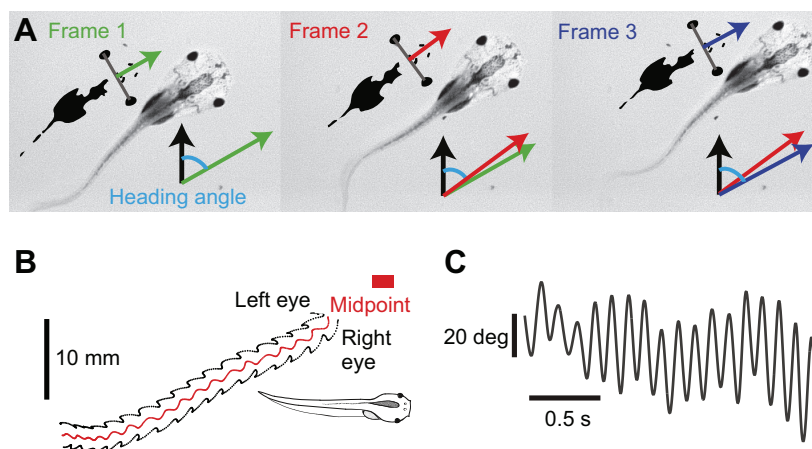 A
Frame 1
Frame 2
Frame 3
Heading angle
B
Left eye
Midpoint
Right
eye
10 mm
C
20 deg
0.5 s